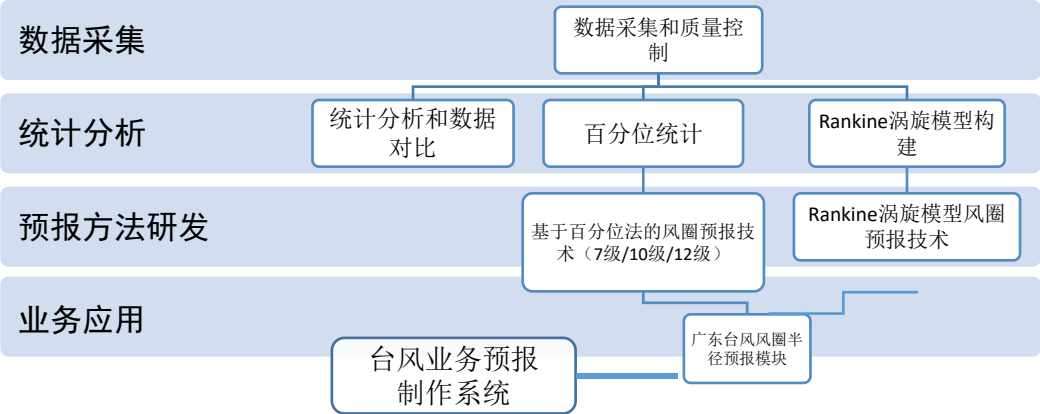 数据采集
数据采集和质量控
制
统计分析
统计分析和数据
对比
百分位统计
Rankine涡旋模型构
建
预报方法研发
基于百分位法的风圈预报技
术（7级/10级/12级）
Rankine涡旋模型风圈
预报技术
业务应用
广东台风风圈半
径预报模块
台风业务预报
制作系统